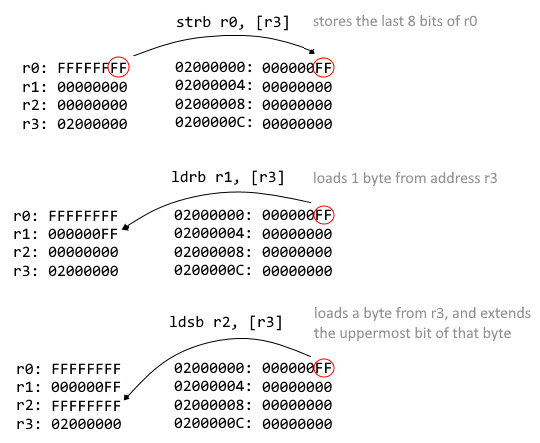 strb r0, [r3] stores the last 8 bits of r0
r0: FFFFFFFF 02000000: 000000FF
r1: 00000000 02000004: 00000000
r2: 00000000 02000008: 00000000
r3: 02000000 0200000C: 00000000
ldrb r1, [r3] loads 1 byte from address r3
r0: FFFFFFFF 02000000: 000000FF
r1: 000000FF 02000004: 00000000
r2: 00000000 02000008: 00000000
r3: 02000000 0200000C: 00000000
loads a byte from r3, and extends
ldsb r2, [r3] the uppermost bit of that byte
r0: FFFFFFFF 02000000: 000000FF
r1: 000000FF 02000004: 00000000
r2: FFFFFFFF 02000008: 00000000
r3: 02000000 0200000C: 00000000